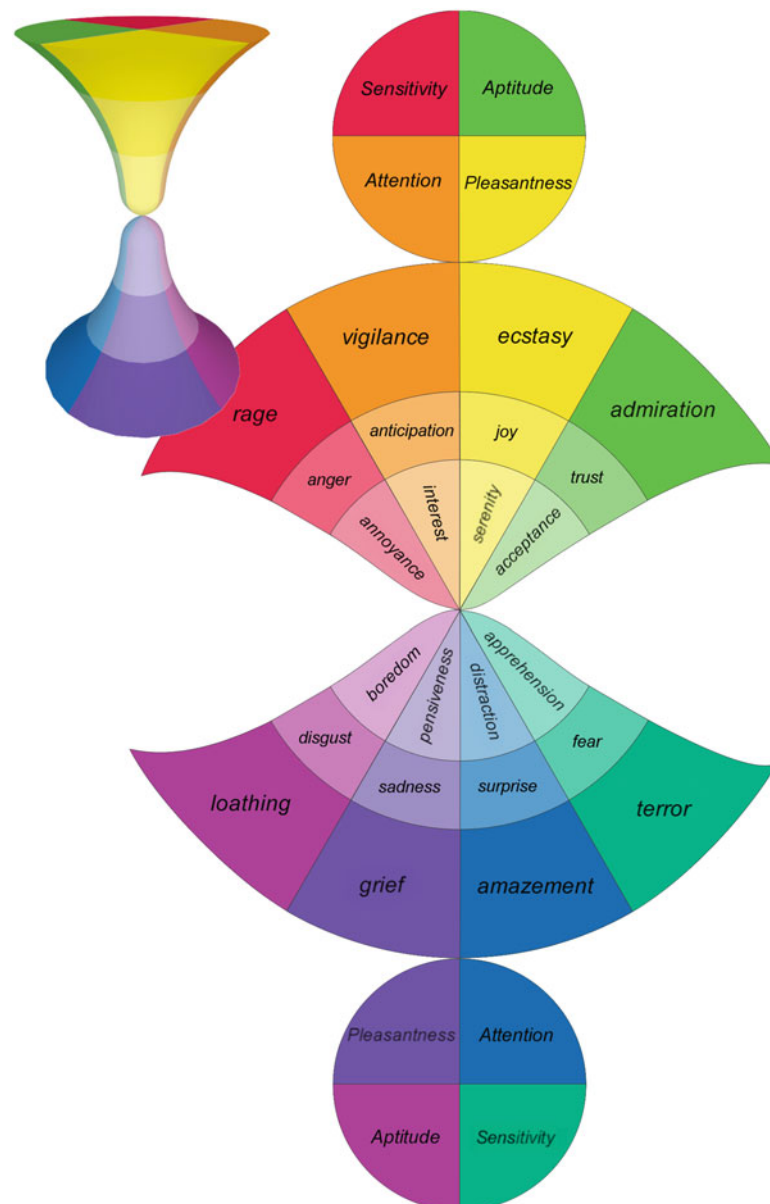 Sensitivity
Aptitude
Attention
Pleasantness
vigilance
ecstasy
rage
admiration
anticipation
joy
anger
trust
interest
serenity
annoyance
acceptance
boredom
pensiveness
distraction
apprehension
disgust
fear
sadness
surprise
loathing
terror
grief
amazement
Pleasantness
Attention
Aptitude
Sensitivity